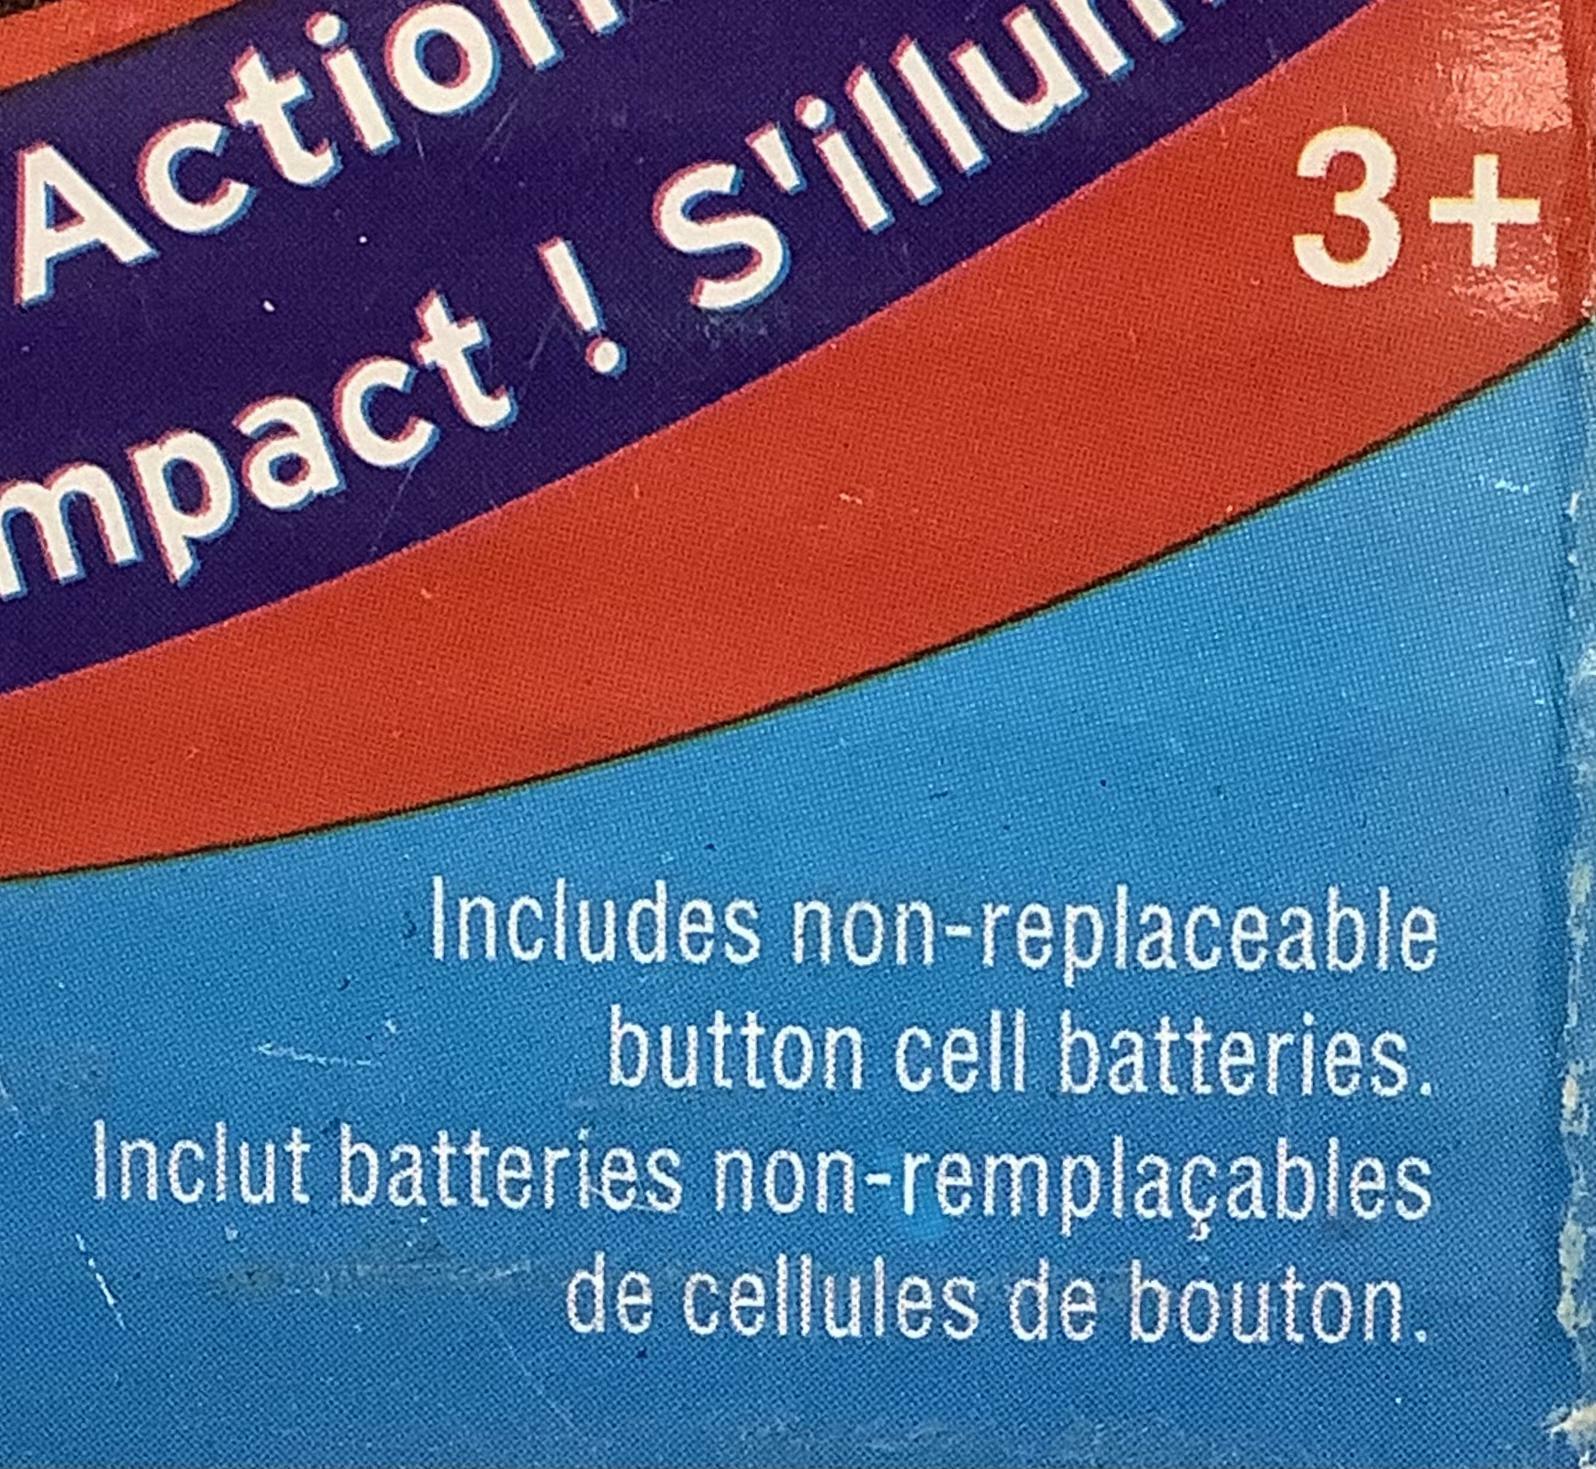 Action
mpact ! S'illum
3+
Includes non-replaceable
button cell batteries.
Inclut batteries non-remplaçables
de cellules de bouton.